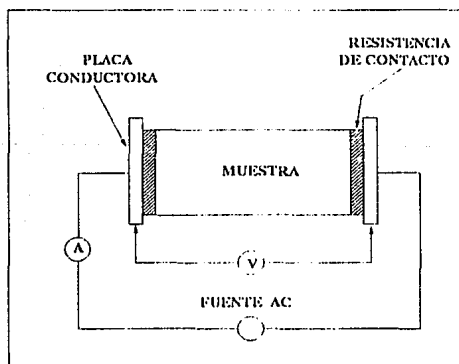 PLACA
CONDUCTORA
RESISTENCIA
DE CONTACTO
MUESTRA
A
V
FUENTE AC